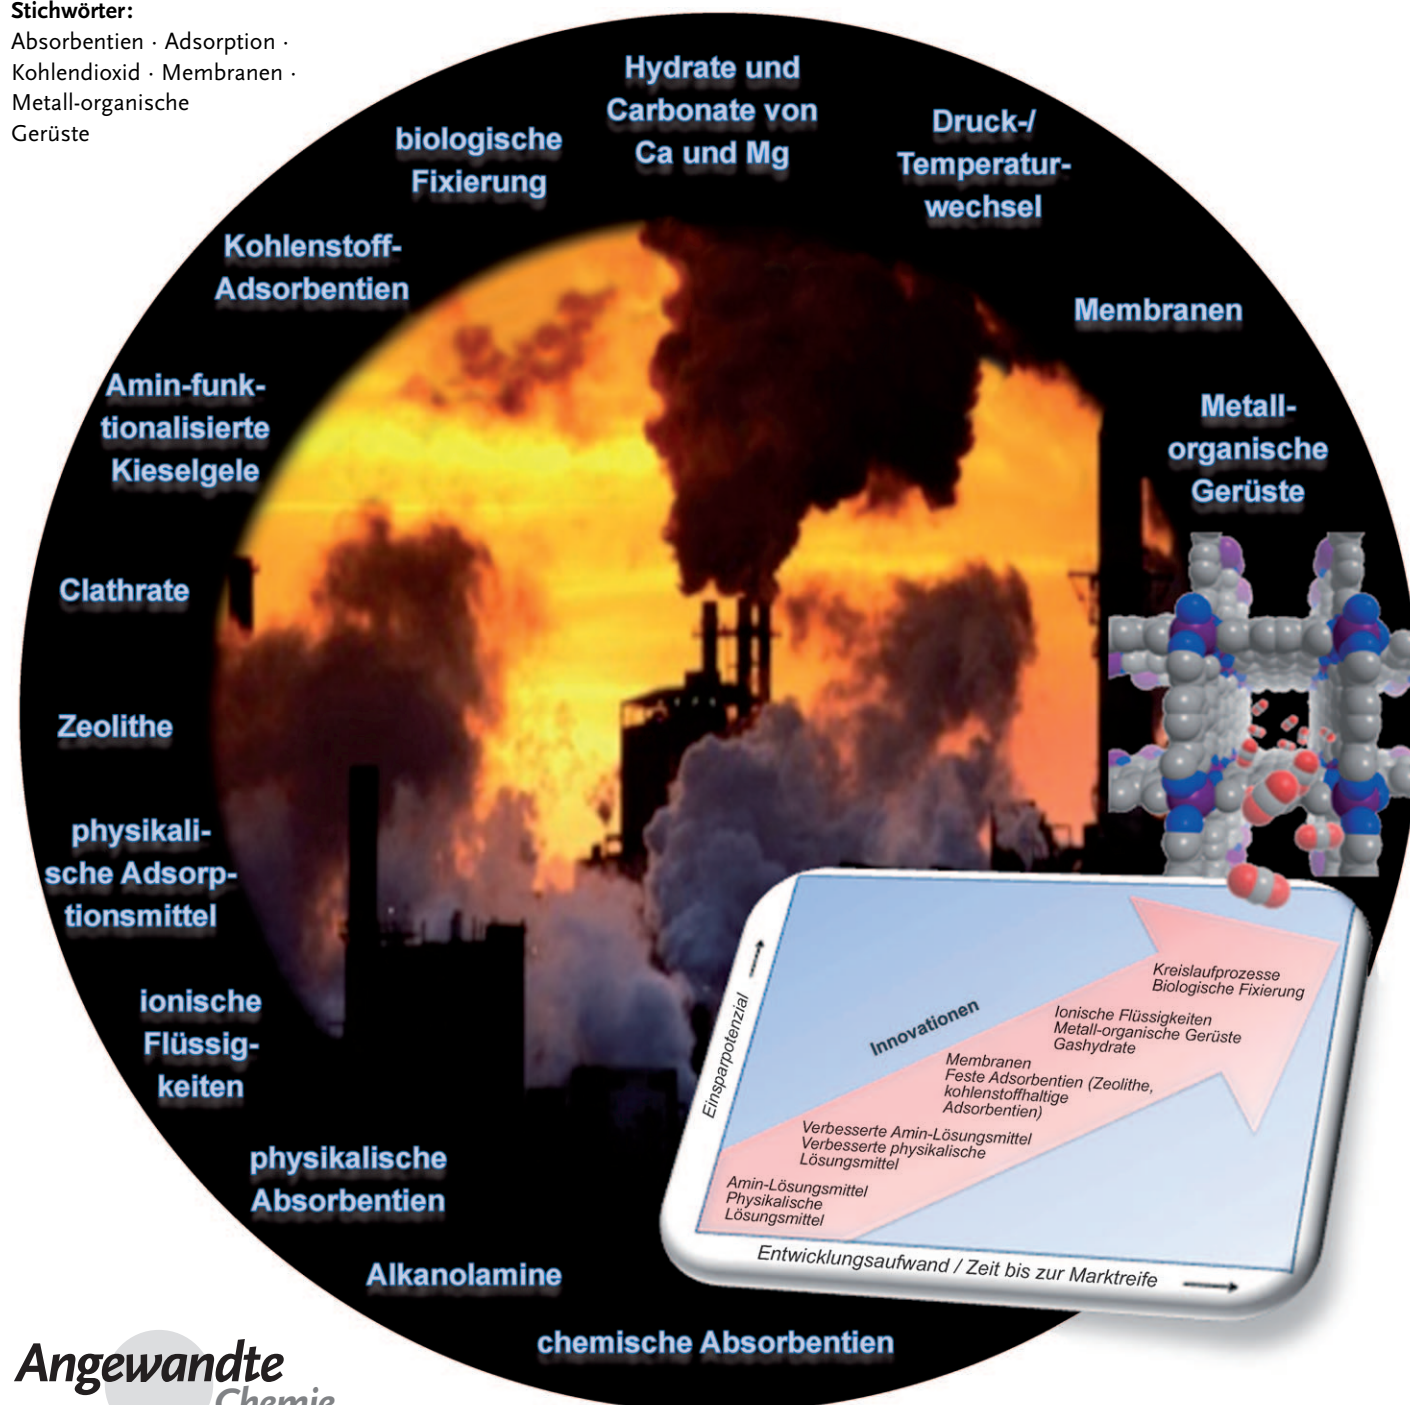 Stichwörter:
Absorbentien · Adsorption ·
Kohlendioxid · Membranen ·
Metall-organische
Gerüste
Hydrate und
Carbonate von
Ca und Mg
Druck-/
Temperatur-
wechsel
biologische
Fixierung
Kohlenstoff-
Adsorbentien
Membranen
Amin-funk-
tionalisierte
Kieselgele
Metall-
organische
Gerüste
Clathrate
Zeolithe
physikali-
sche Adsorp-
tionsmittel
ionische
Flüssig-
keiten
physikalische
Absorbentien
Alkanolamine
chemische Absorbentien
Einsparpotenzial
Innovationen
Kreislaufprozesse
Biologische Fixierung
Ionische Flüssigkeiten
Metall-organische Gerüste
Gashydrate
Membranen
Feste Adsorbentien (Zeolithe,
kohlenstoffhaltige
Adsorbentien)
Verbesserte Amin-Lösungsmittel
Verbesserte physikalische
Lösungsmittel
Amin-Lösungsmittel
Physikalische
Lösungsmittel
Entwicklungsaufwand / Zeit bis zur Marktreife
Angewandte
Chemie